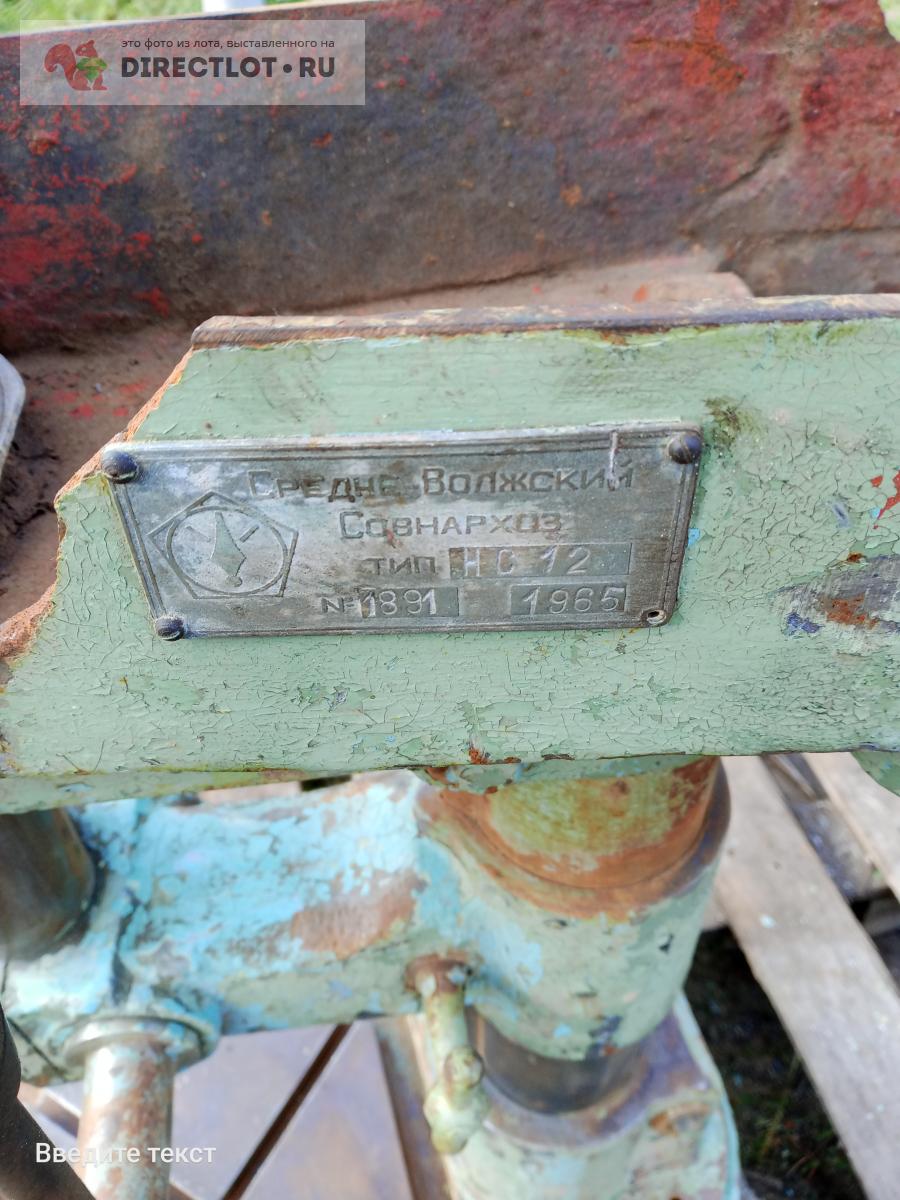 это фото из лота, выставленного на
DIRECTLOT.RU
Средне-Волжский
Совнархоз
тип НС 12
№ 1891 1965
Введите текст